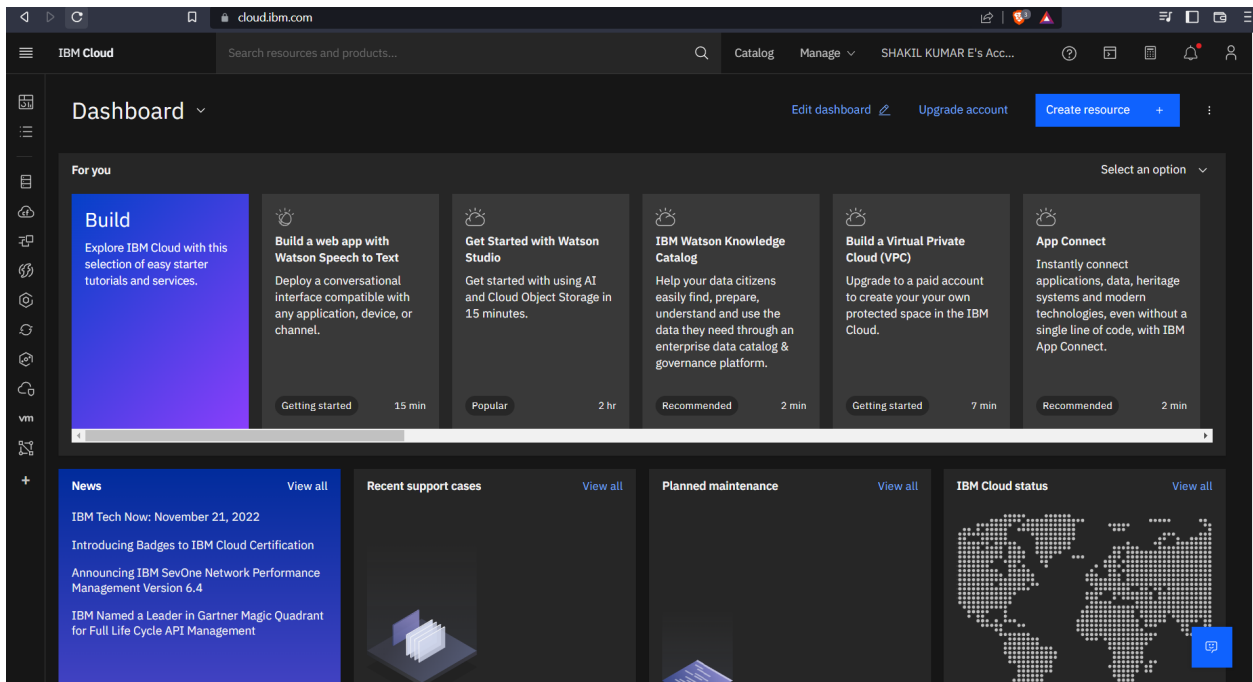 cloud.ibm.com
3
IBM Cloud
Search resources and products...
Catalog
Manage
SHAKIL KUMAR E's Acc...
Dashboard
Edit dashboard
Upgrade account
Create resource +
For you
Select an option
Build
Explore IBM Cloud with this
selection of easy starter
tutorials and services.
Build a web app with
Watson Speech to Text
Deploy a conversational
interface compatible with
any application, device, or
channel.
Getting started
15 min
Get Started with Watson
Studio
Get started with using AI
and Cloud Object Storage in
15 minutes.
Popular
2 hr
IBM Watson Knowledge
Catalog
Help your data citizens
easily find, prepare,
understand and use the
data they need through an
enterprise data catalog &
governance platform.
Recommended
2 min
Build a Virtual Private
Cloud (VPC)
Upgrade to a paid account
to create your your own
protected space in the IBM
Cloud.
Getting started
7 min
App Connect
Instantly connect
applications, data, heritage
systems and modern
technologies, even without a
single line of code, with IBM
App Connect.
Recommended
2 min
vm
News
View all
IBM Tech Now: November 21, 2022
Introducing Badges to IBM Cloud Certification
Announcing IBM SevOne Network Performance
Management Version 6.4
IBM Named a Leader in Gartner Magic Quadrant
for Full Life Cycle API Management
Recent support cases
View all
Planned maintenance
View all
IBM Cloud status
View all